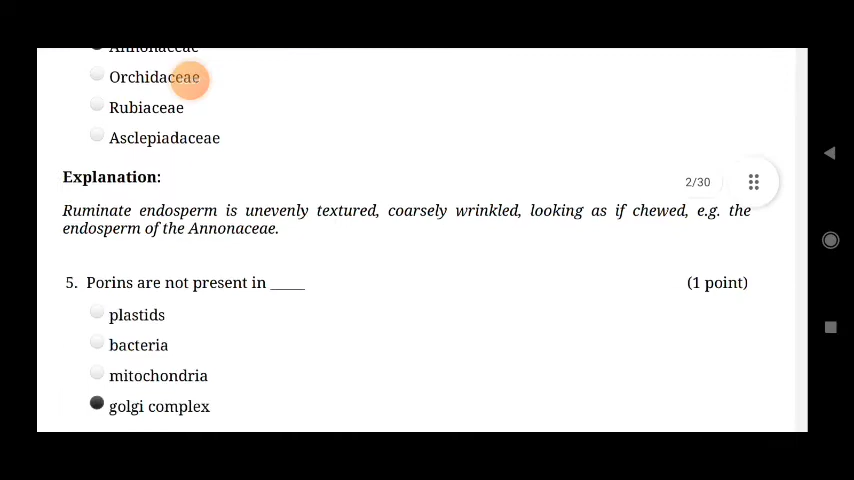 Annonaceae
Orchidaceae
Rubiaceae
Asclepiadaceae
Explanation:
2/30
Ruminate endosperm is unevenly textured, coarsely wrinkled, looking as if chewed, e.g. the
endosperm of the Annonaceae.
5. Porins are not present in _____ (1 point)
plastids
bacteria
mitochondria
golgi complex